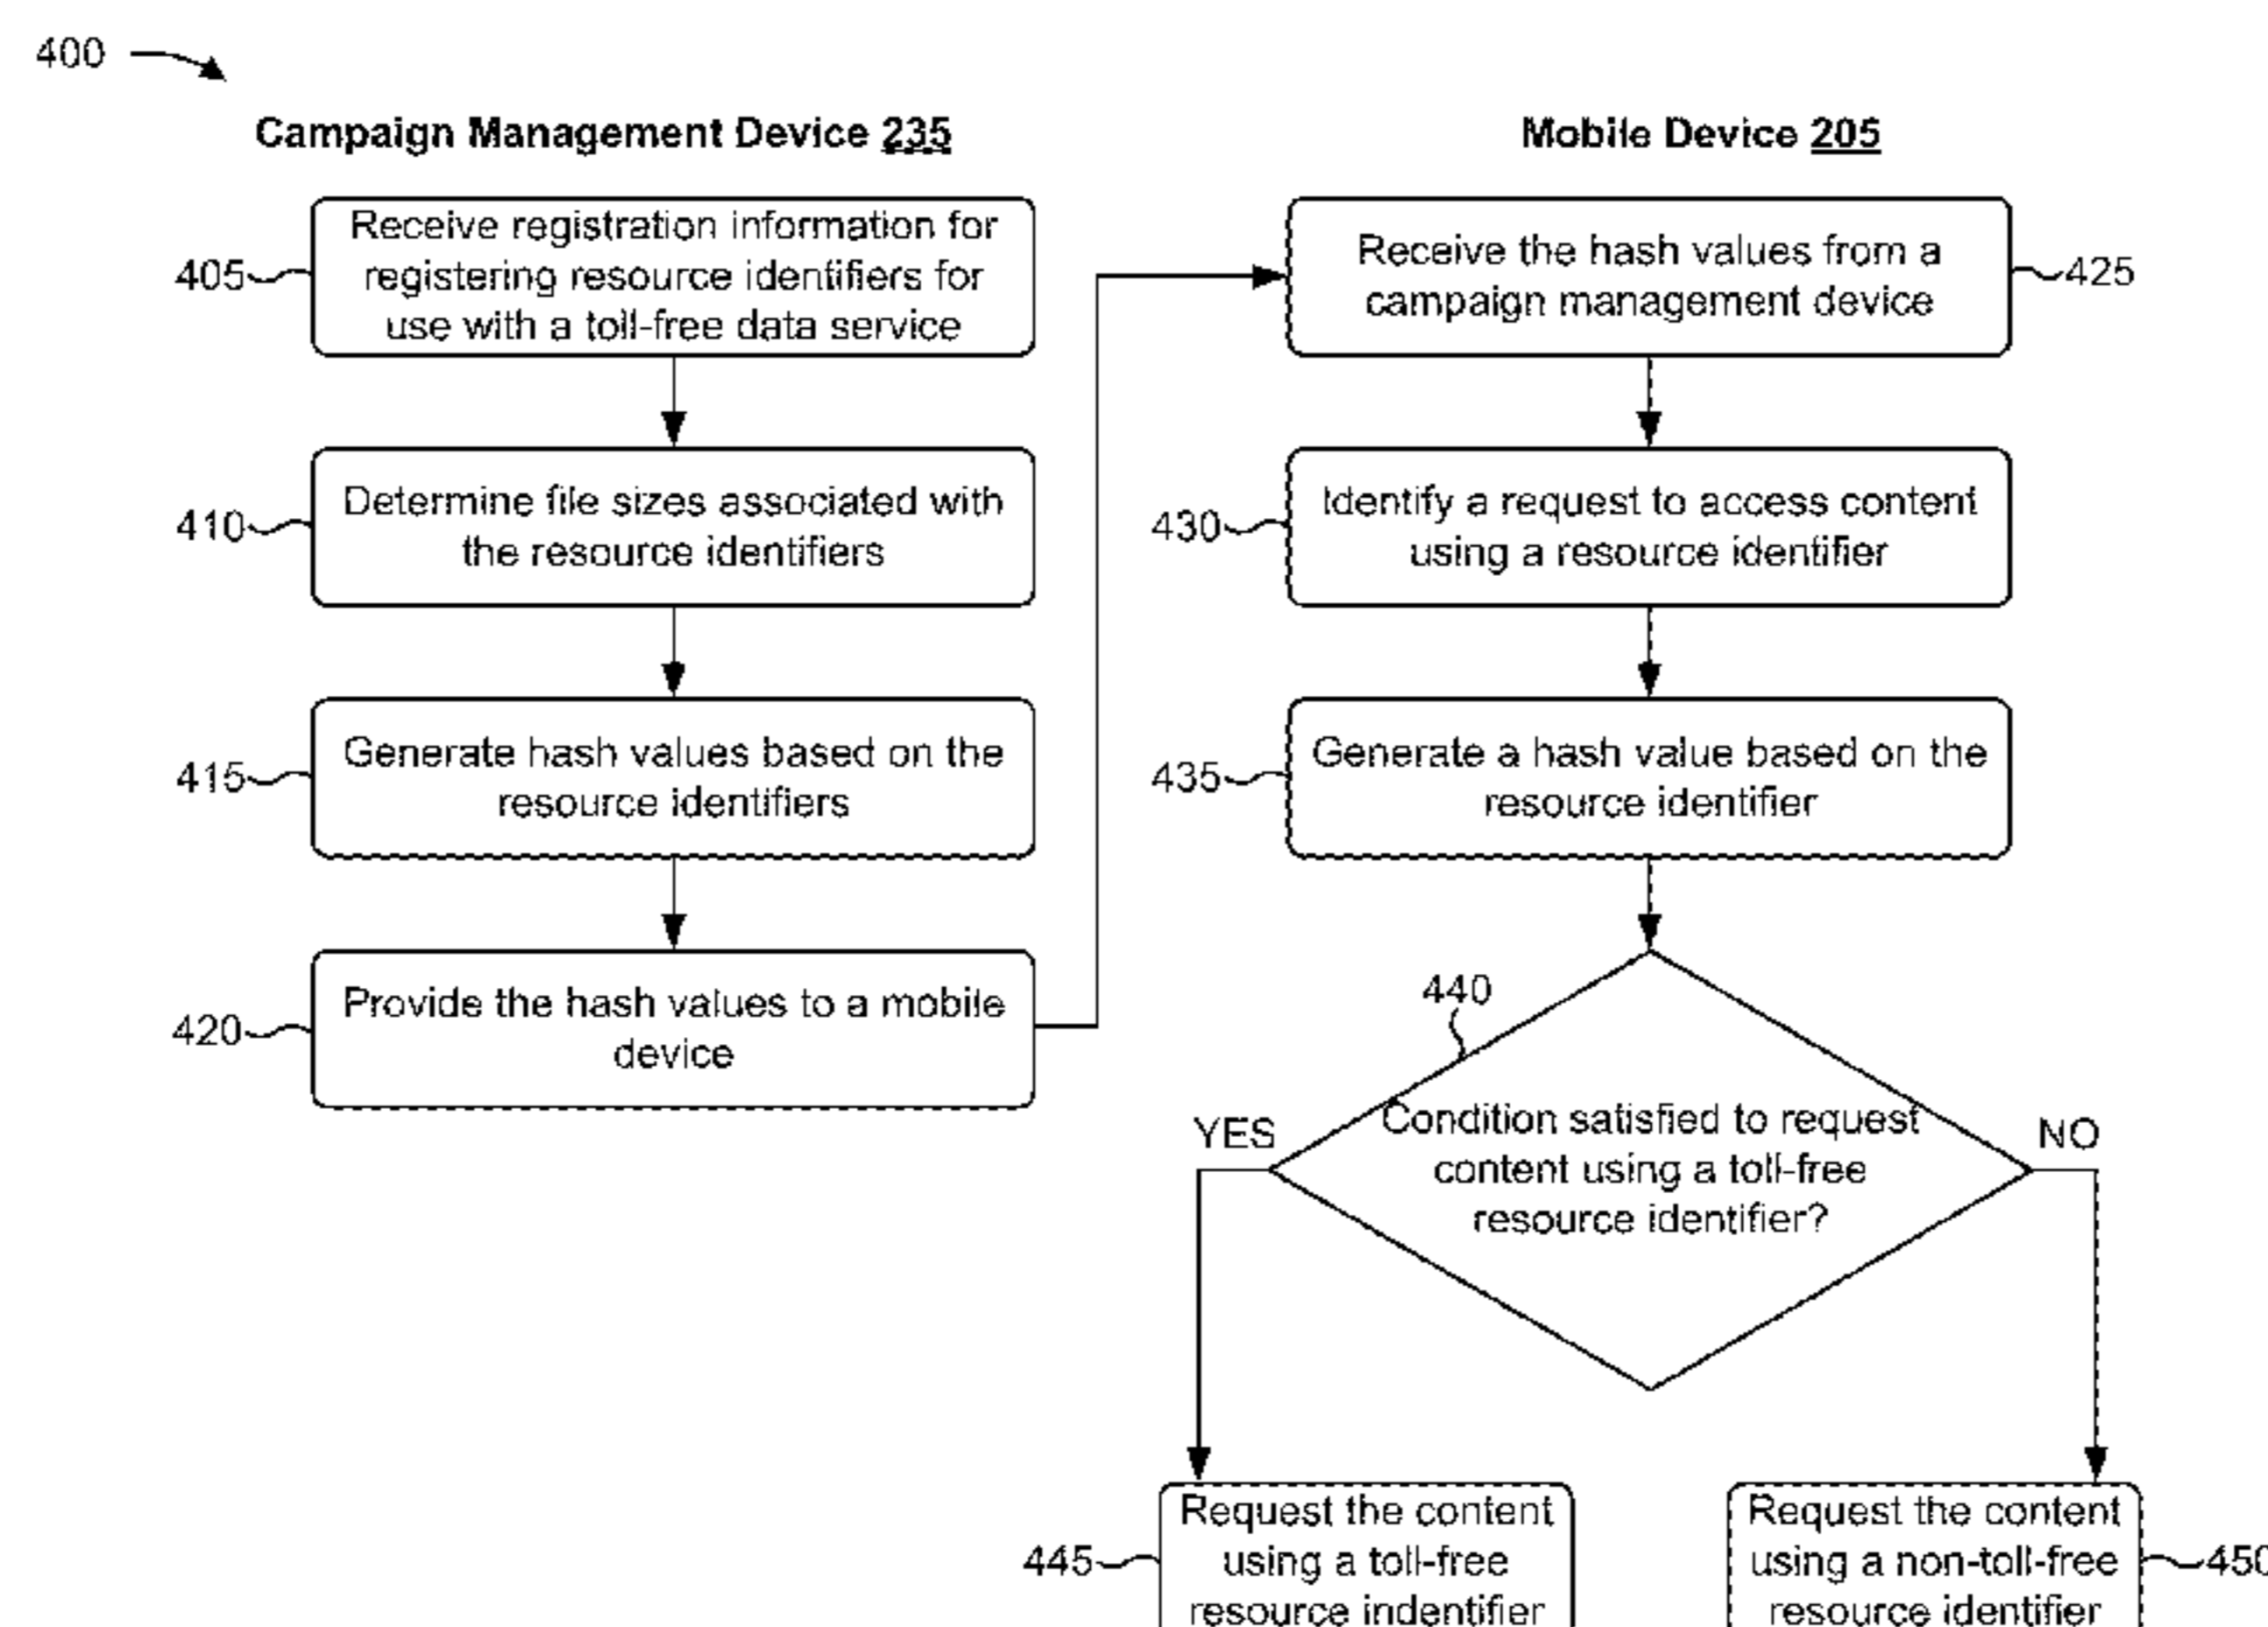 400
Campaign Management Device 235
405
Receive registration information for
registering resource identifiers for
use with a toll-free data service
410
Determine file sizes associated with
the resource identifiers
415
Generate hash values based on the
resource identifiers
420
Provide the hash values to a mobile
device
Mobile Device 205
Receive the hash values from a
campaign management device
425
430
Identify a request to access content
using a resource identifier
435
Generate a hash value based on the
resource identifier
440
Condition satisfied to request
content using a toll-free
resource identifier?
YES
NO
445
Request the content
using a toll-free
resource indentifier
Request the content
using a non-toll-free
resource identifier
450